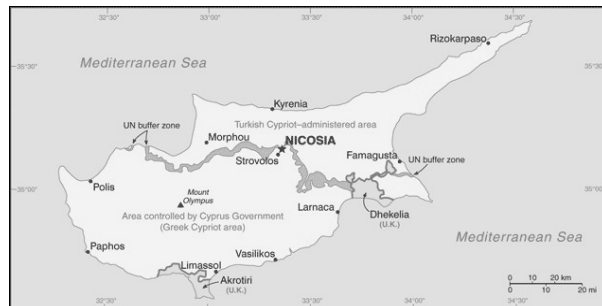 32°30'
33°00'
33°30'
34°00'
34°30'
Rizokarpaso
Mediterranean Sea
35°30'
35°30'
Kyrenia
Turkish Cypriot–administered area
UN buffer zone
Morphou
NICOSIA
Strovolos
Famagusta
UN buffer zone
35°00'
35°00'
Polis
Mount
Olympus
Area controlled by Cyprus Government
(Greek Cypriot area)
Larnaca
Dhekelia
(U.K.)
Paphos
Vasilikos
Limassol
Akrotiri
(U.K.)
Mediterranean Sea
0 10 20 km
0 10 20 mi
32°30'
33°00'
33°30'
34°00'